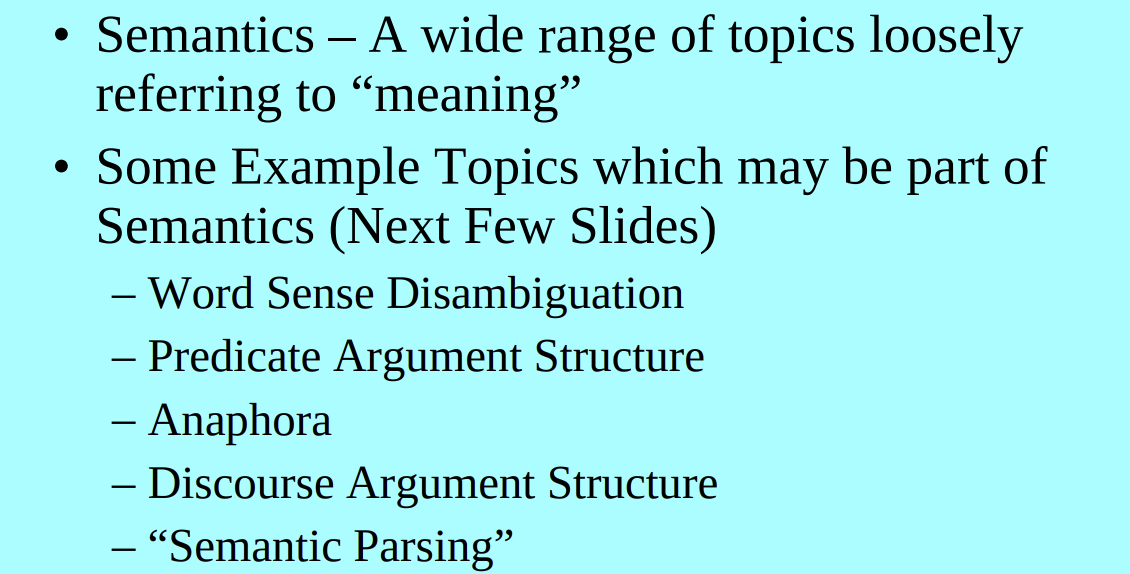 • Semantics – A wide range of topics loosely
referring to “meaning”
• Some Example Topics which may be part of
Semantics (Next Few Slides)
– Word Sense Disambiguation
– Predicate Argument Structure
– Anaphora
– Discourse Argument Structure
– “Semantic Parsing”